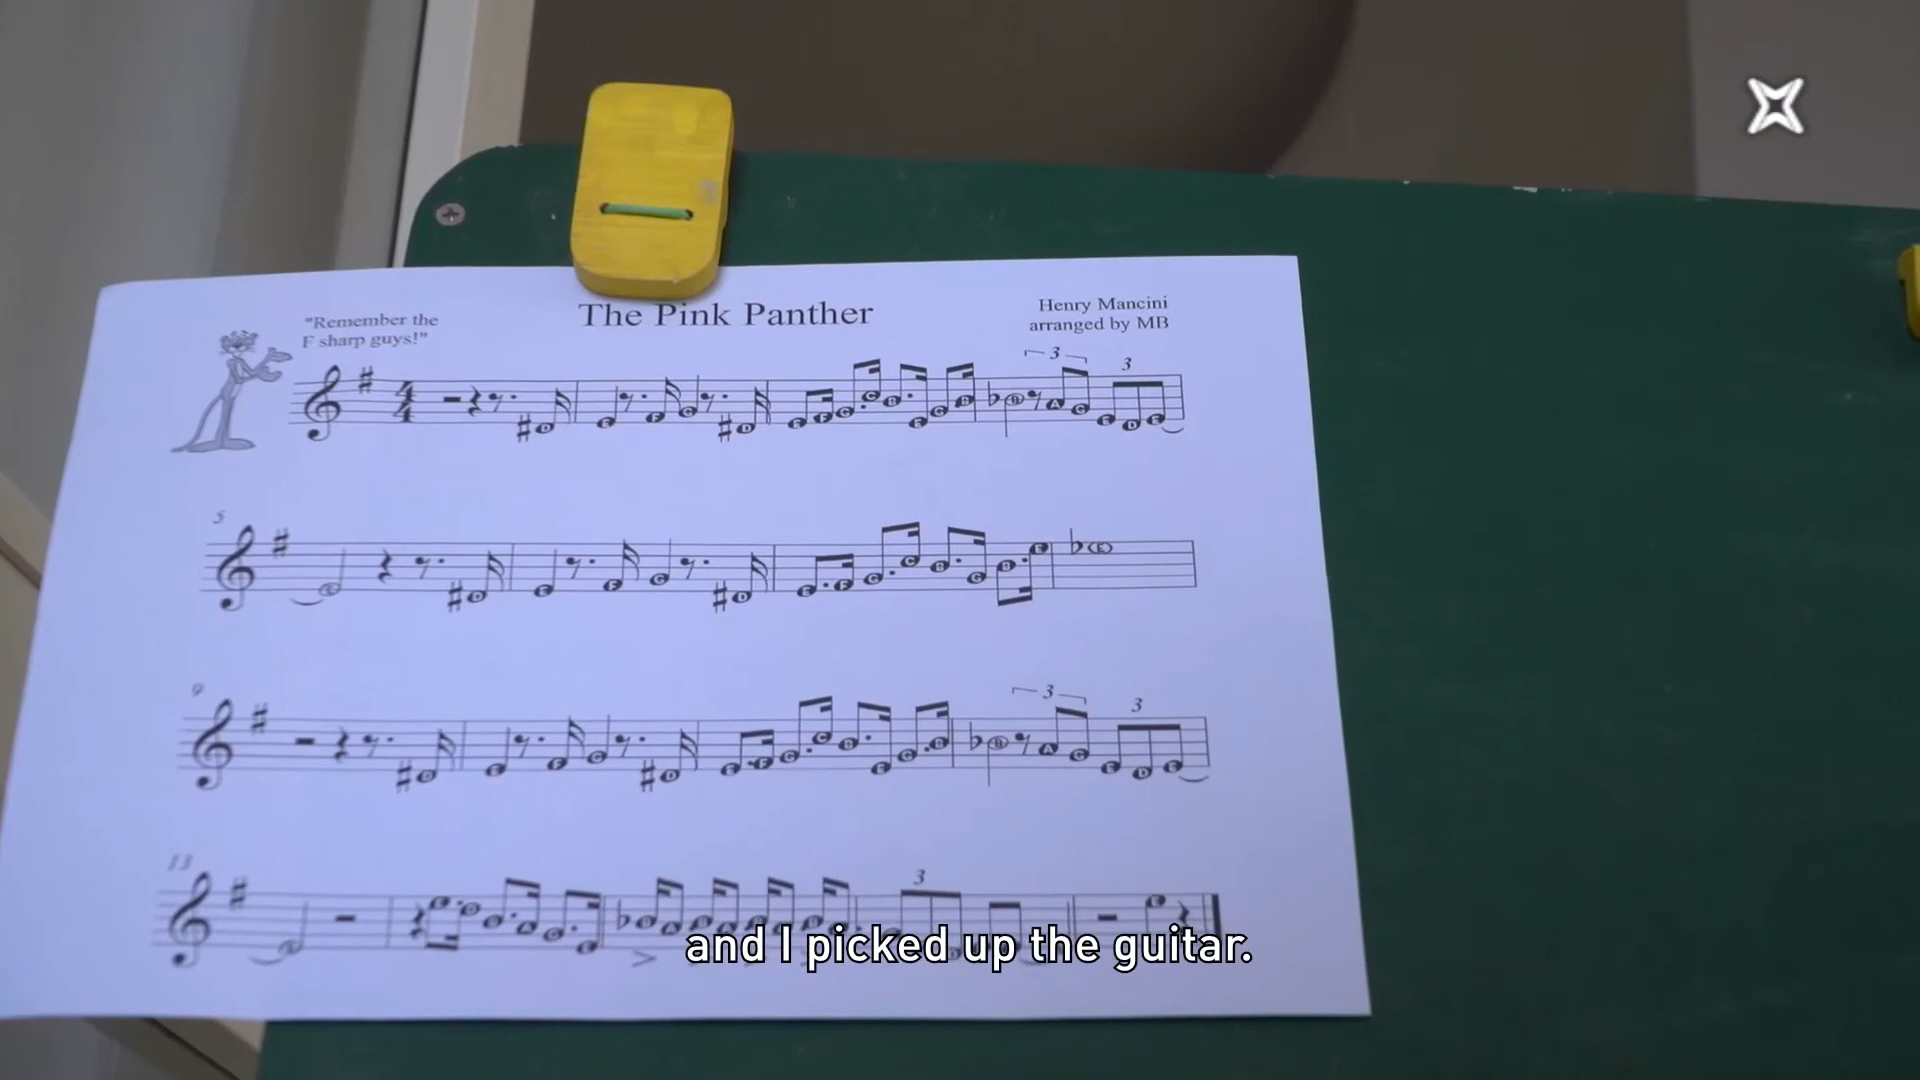 "Remember the
F sharp guys!"
The Pink Panther
Henry Mancini
arranged by MB
3
3
5
9
3
3
13
3
and I picked up the guitar.